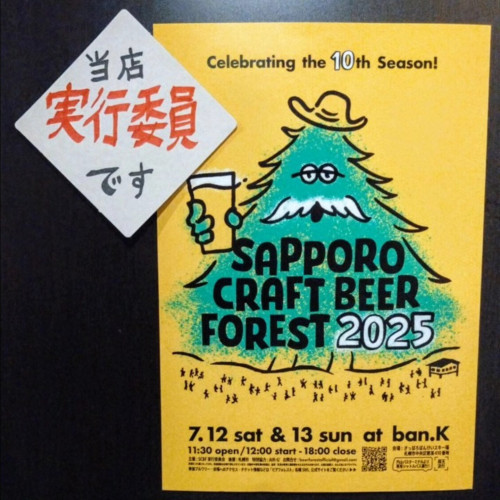 当店
実行委員
です
Celebrating the 10th Season!
SAPPORO
CRAFT BEER
FOREST 2025
7.12 sat & 13 sun at ban.K
11:30 open/12:00 start - 18:00 close